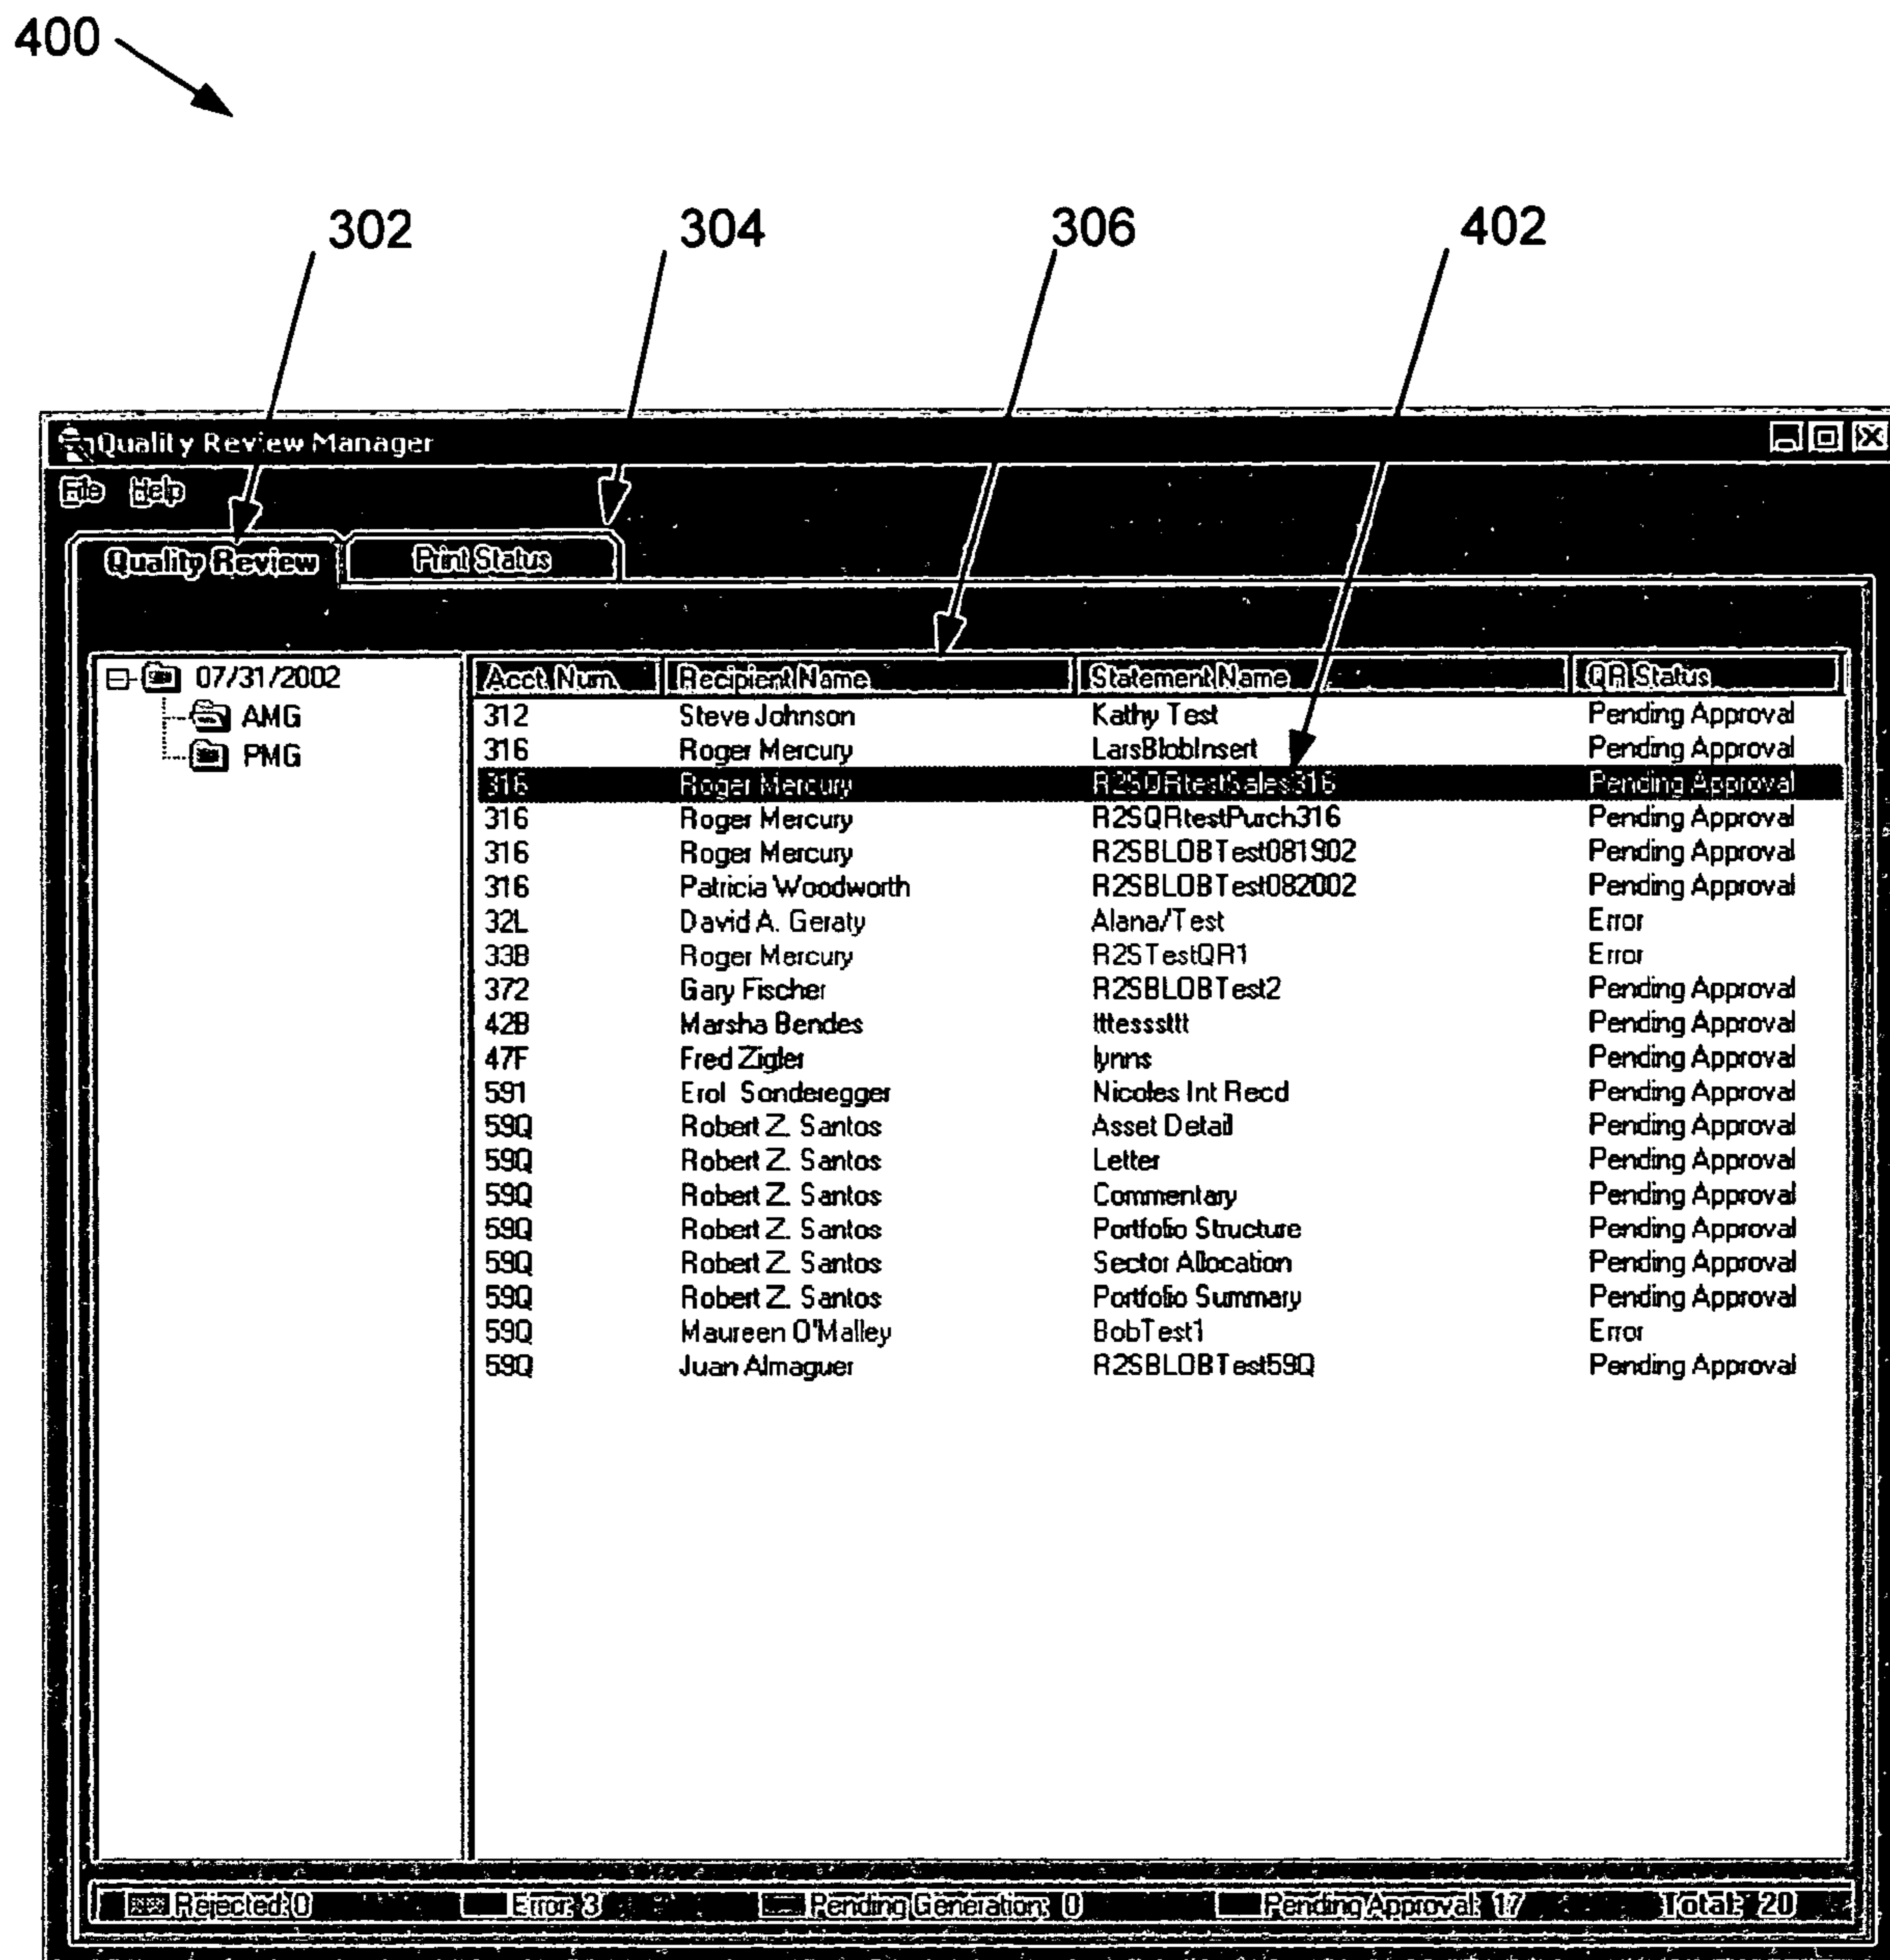 400
302 304 306 402
Quality Review Manager
File Help
Quality Review Print Status
07/31/2002
AMG
PMG
Acct. Num. Recipient Name Statement Name QR Status
312 Steve Johnson Kathy Test Pending Approval
316 Roger Mercury LarsBlobInsert Pending Approval
316 Roger Mercury R2SQRtestSales316 Pending Approval
316 Roger Mercury R2SQRtestPurch316 Pending Approval
316 Roger Mercury R2SBLOBTest081902 Pending Approval
316 Patricia Woodworth R2SBLOBTest082002 Pending Approval
32L David A. Geraty Alana/Test Error
33B Roger Mercury R2STestQR1 Error
372 Gary Fischer R2SBLOBTest2 Pending Approval
42B Marsha Bendes Pending Approval
47F Fred Zigler lynns Pending Approval
591 Erol Sonderegger Nicoles Int Recd Pending Approval
59Q Robert Z. Santos Asset Detail Pending Approval
59Q Robert Z. Santos Letter Pending Approval
59Q Robert Z. Santos Commentary Pending Approval
59Q Robert Z. Santos Portfolio Structure Pending Approval
59Q Robert Z. Santos Sector Allocation Pending Approval
59Q Robert Z. Santos Portfolio Summary Pending Approval
59Q Maureen O'Malley BobTest1 Error
59Q Juan Almaguer R2SBLOBTest59Q Pending Approval
Rejected: 0 Error: 3 Pending Generation: 0 Pending Approval: 17 Total: 20